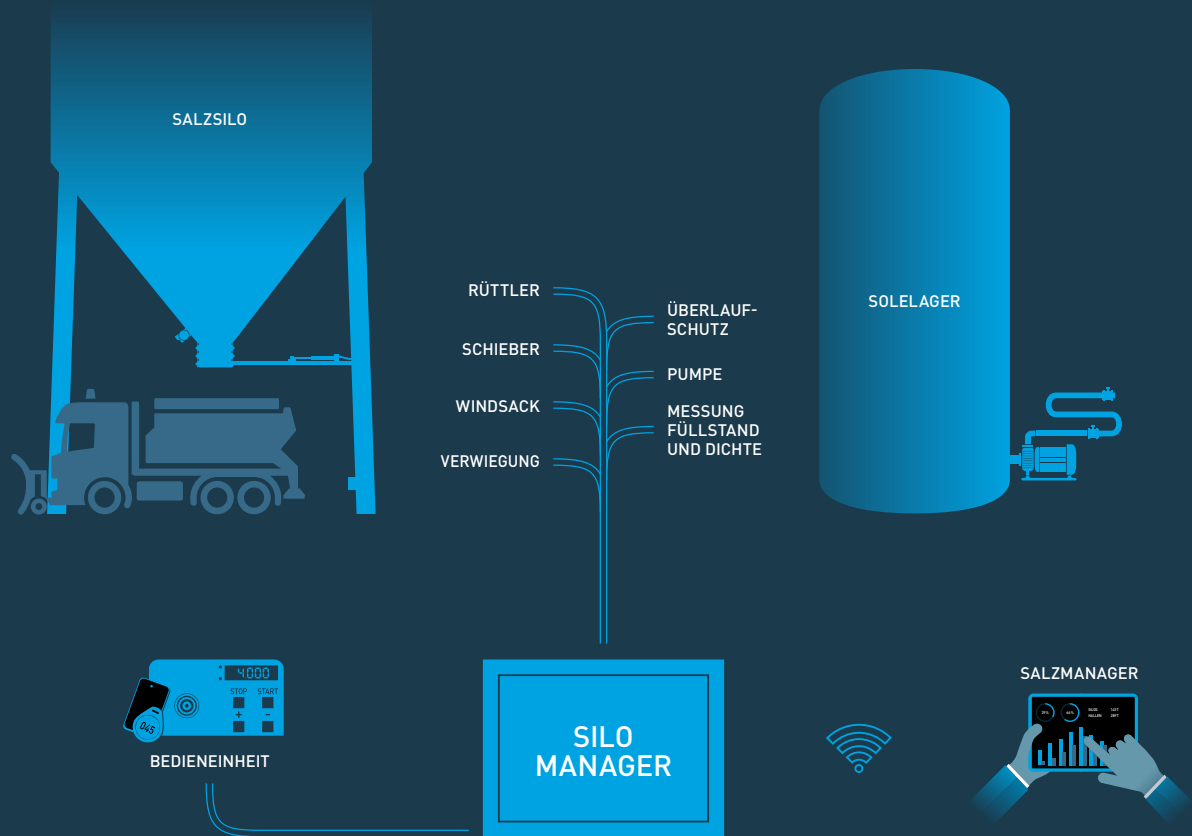 SALZSILO
SOLELAGER
RÜTTLER
SCHIEBER
WINDSACK
VERWIEGUNG
ÜBERLAUF-
SCHUTZ
PUMPE
MESSUNG
FÜLLSTAND
UND DICHTE
4000
STOP START
+ -
045
BEDIENEINHEIT
SILO
MANAGER
SALZMANAGER